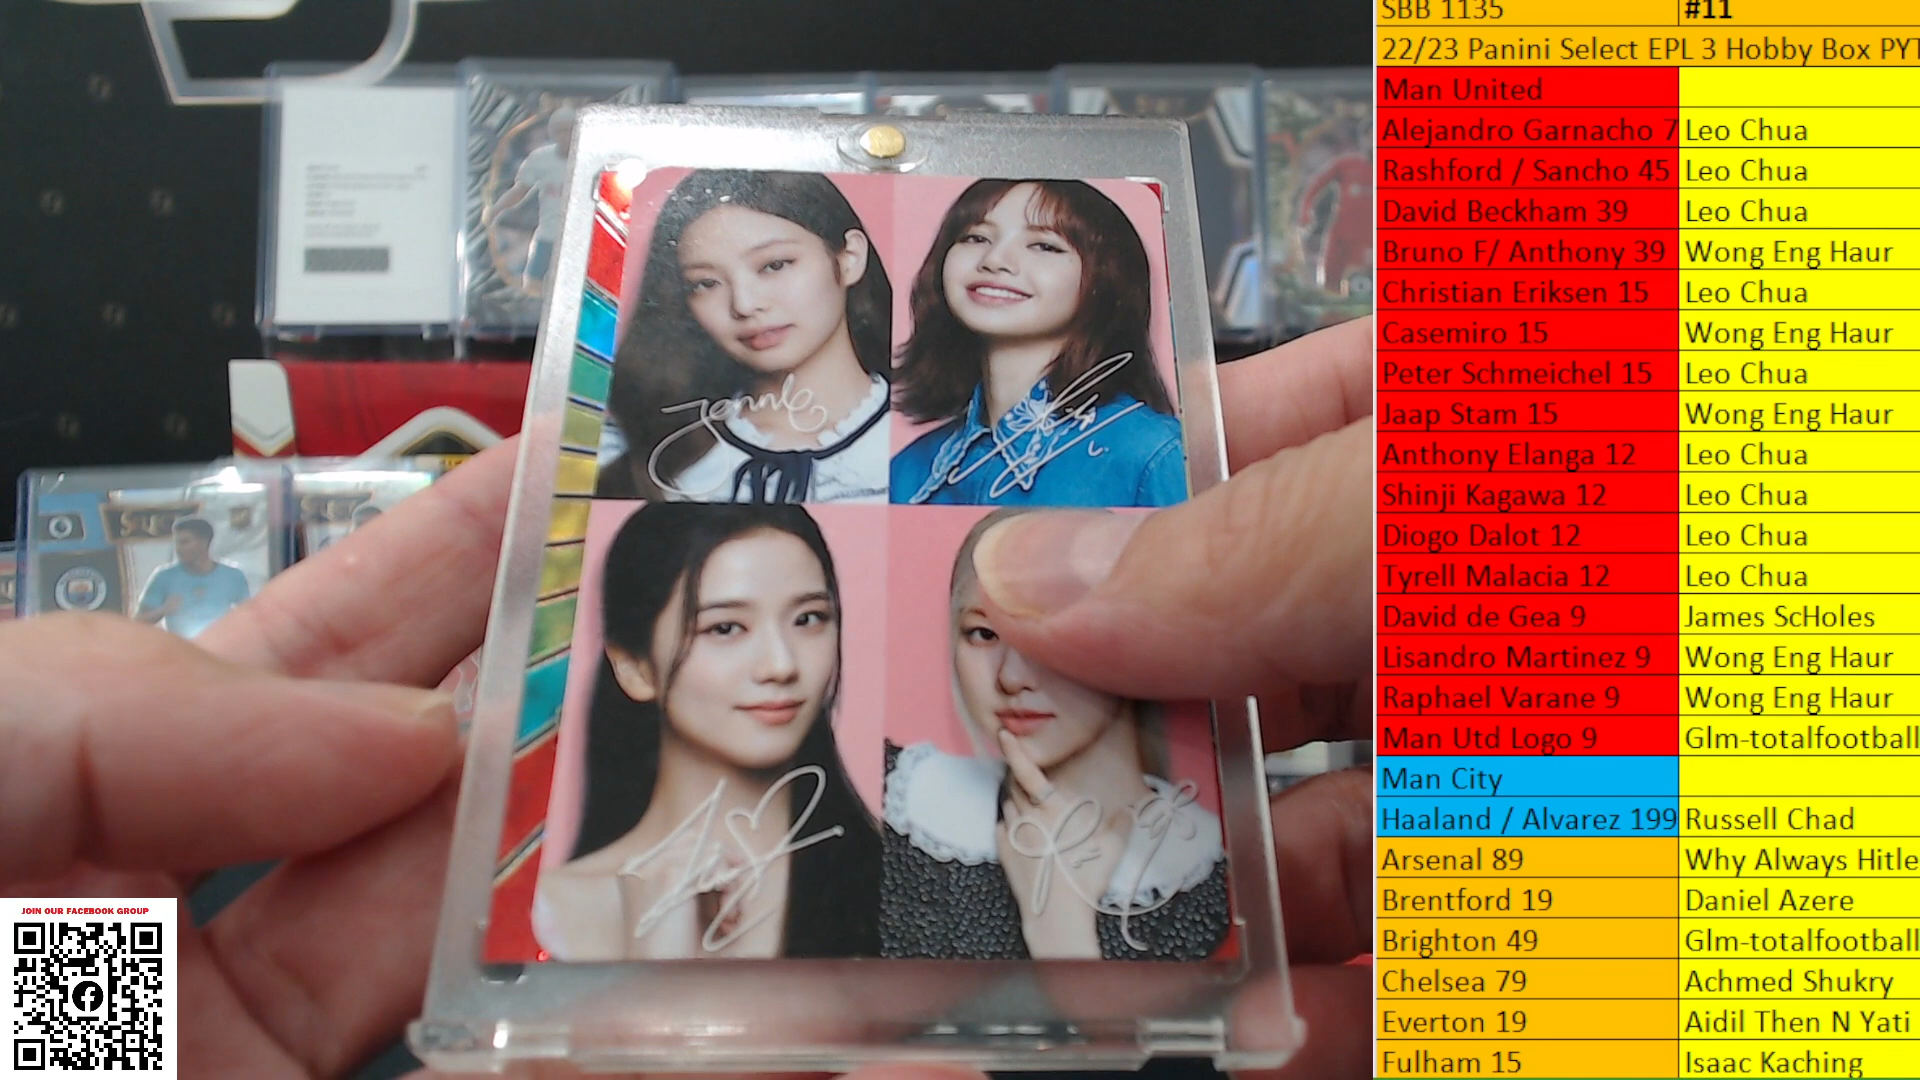 SBB 1135 #11
22/23 Panini Select EPL 3 Hobby Box PYT
Man United
Alejandro Garnacho 7 Leo Chua
Rashford / Sancho 45 Leo Chua
David Beckham 39 Leo Chua
Bruno F/ Anthony 39 Wong Eng Haur
Christian Eriksen 15 Leo Chua
Casemiro 15 Wong Eng Haur
Peter Schmeichel 15 Leo Chua
Jaap Stam 15 Wong Eng Haur
Anthony Elanga 12 Leo Chua
Shinji Kagawa 12 Leo Chua
Diogo Dalot 12 Leo Chua
Tyrell Malacia 12 Leo Chua
David de Gea 9 James ScHoles
Lisandro Martinez 9 Wong Eng Haur
Raphael Varane 9 Wong Eng Haur
Man Utd Logo 9 Glm-totalfootball
Man City
Haaland / Alvarez 199 Russell Chad
Arsenal 89 Why Always Hitle
Brentford 19 Daniel Azere
Brighton 49 Glm-totalfootball
Chelsea 79 Achmed Shukry
Everton 19 Aidil Then N Yati
Fulham 15 Isaac Kaching
Jennie
JOIN OUR FACEBOOK GROUP